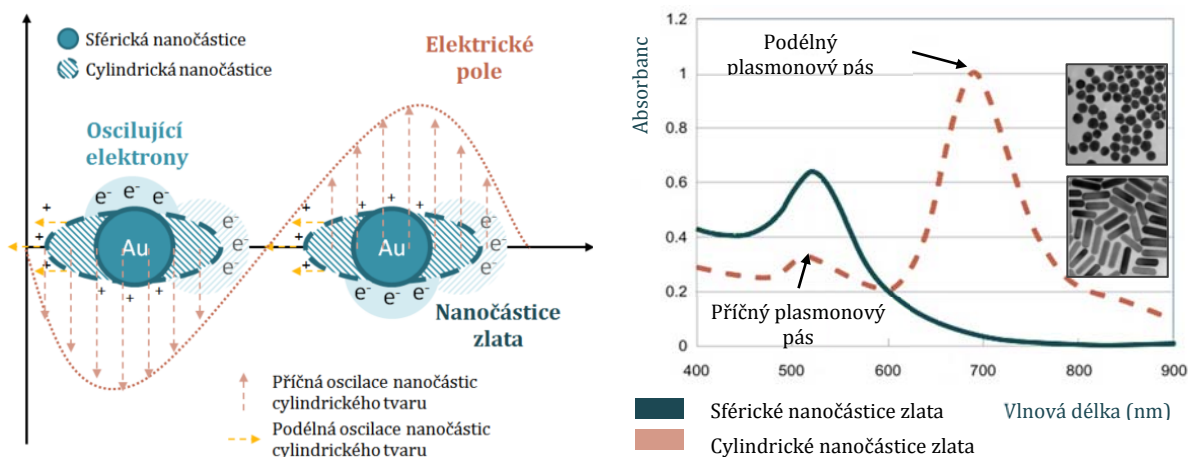 Sférická nanočástice
Cylindrická nanočástice
Elektrické
pole
Oscilující
elektrony
e⁻ e⁻ e⁻
+ + +
+ e⁻
+ Au e⁻
+ e⁻
+ + +
+ + +
+ e⁻
+ Au e⁻
+ e⁻
e⁻ e⁻ e⁻
Nanočástice
zlata
Příčná oscilace nanočástic
cylindrického tvaru
Podélná oscilace nanočástic
cylindrického tvaru
Absorbanc
1.2
1
0.8
0.6
0.4
0.2
0
Podélný
plasmonový pás
Příčný plasmonový
pás
400 500 600 700 800 900
Sférické nanočástice zlata
Vlnová délka (nm)
Cylindrické nanočástice zlata